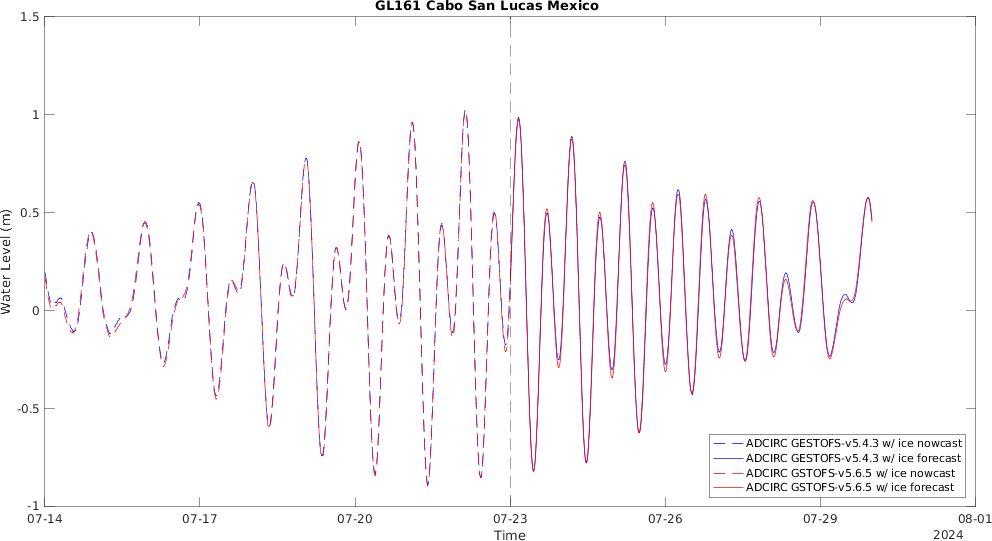 GL161 Cabo San Lucas Mexico
1.5
1
0.5
0
-0.5
-1
Water Level (m)
07-14
07-17
07-20
07-23
07-26
07-29
08-01
Time
2024
ADCIRC GESTOFS-v5.4.3 w/ ice nowcast
ADCIRC GESTOFS-v5.4.3 w/ ice forecast
ADCIRC GSTOFS-v5.6.5 w/ ice nowcast
ADCIRC GSTOFS-v5.6.5 w/ ice forecast